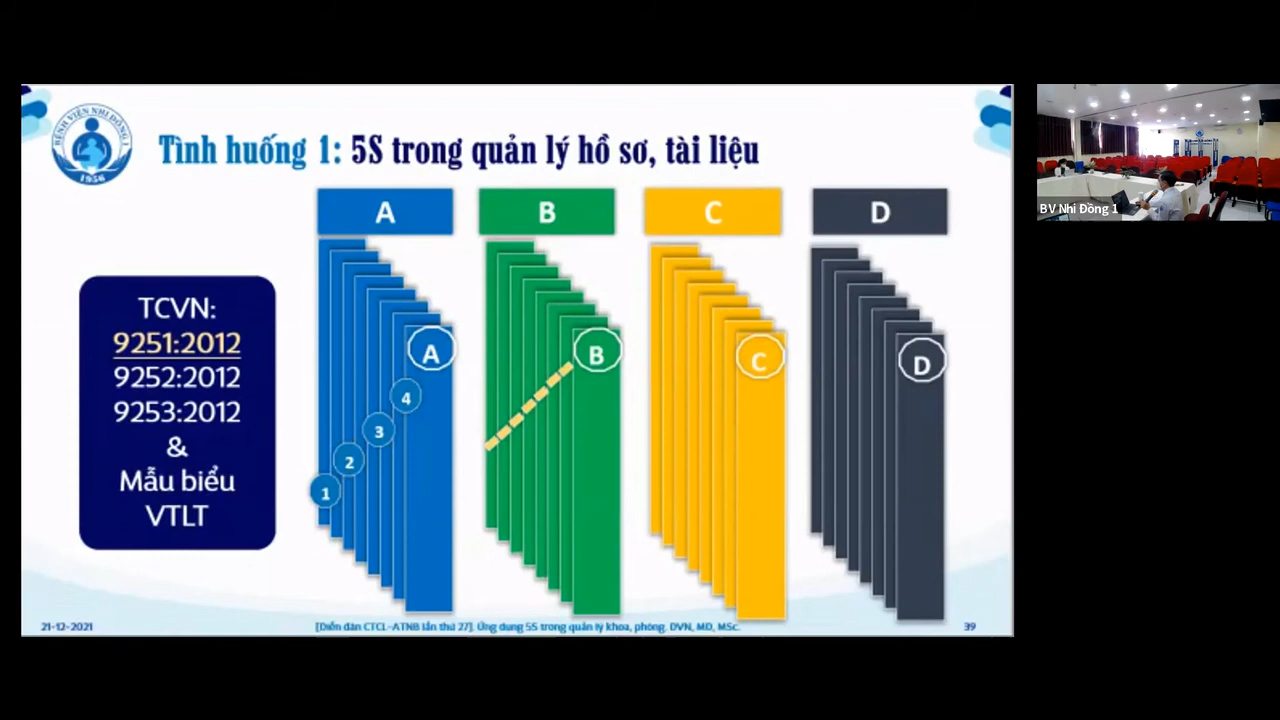 BỆNH VIỆN NHI ĐỒNG 1
1956
Tình huống 1: 5S trong quản lý hồ sơ, tài liệu
A
B
C
D
TCVN:
9251:2012
9252:2012
9253:2012
&
Mẫu biểu
VTLT
A
B
C
D
4
3
2
1
21-12-2021
[Diễn đàn CTCL-ATNB lần thứ 27]. Ứng dụng 5S trong quản lý khoa, phòng. DVN, MD, MSc.
39
BV Nhi Đồng 1